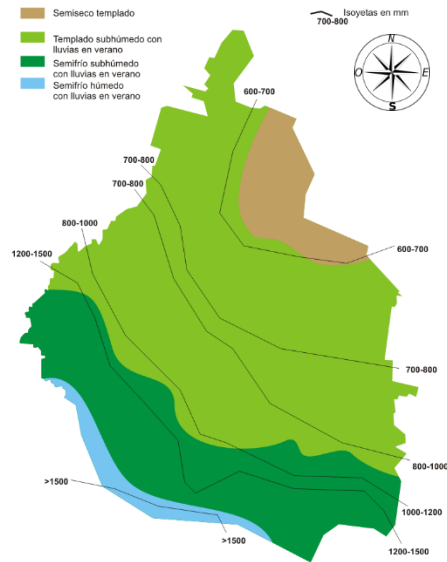 Semiseco templado
Templado subhúmedo con
lluvias en verano
Semifrío subhúmedo
con lluvias en verano
Semifrío húmedo
con lluvias en verano
Isoyetas en mm
700-800
N
O
E
S
600-700
700-800
700-800
800-1000
1200-1500
600-700
700-800
800-1000
>1500
1000-1200
>1500
1200-1500